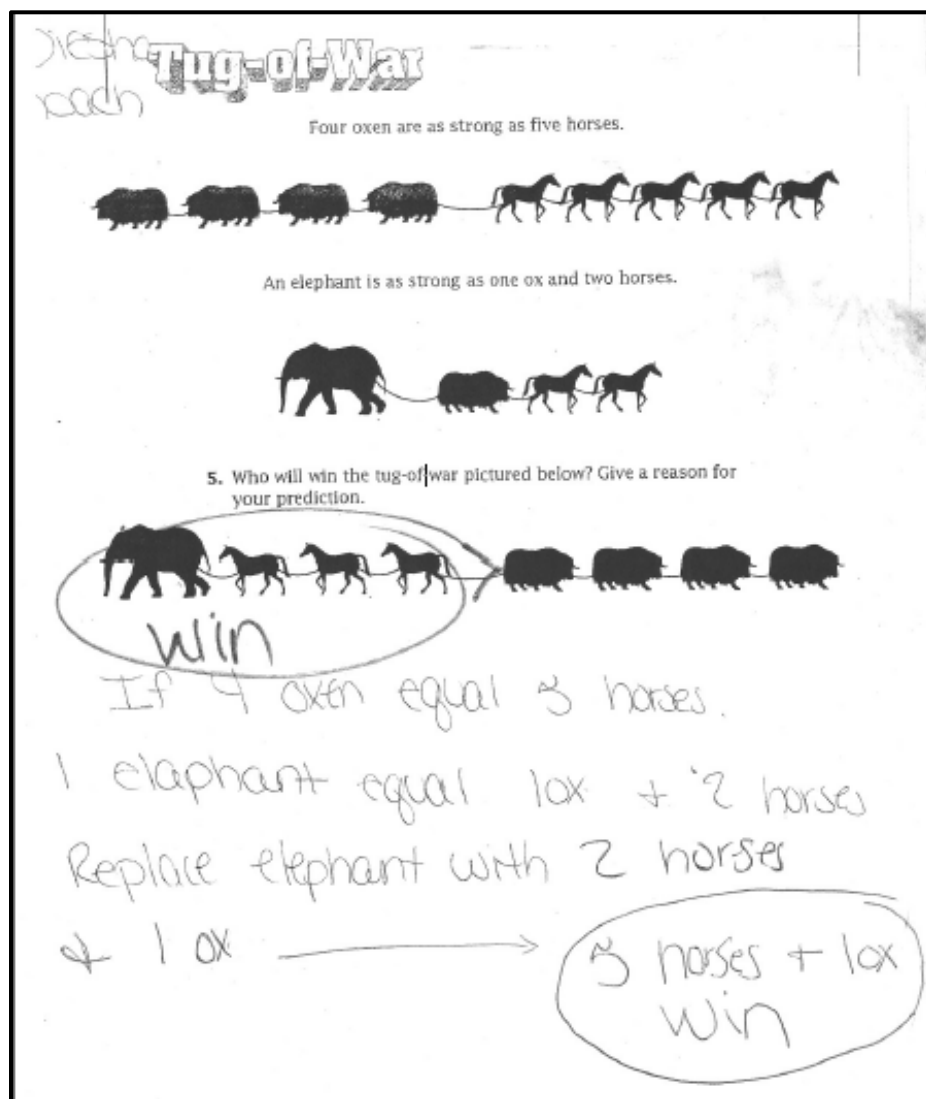 Tug-of-War
Four oxen are as strong as five horses.
An elephant is as strong as one ox and two horses.
5. Who will win the tug-of-war pictured below? Give a reason for
your prediction.
win
If 4 oxen equal 5 horses.
1 elaphant equal 1ox + 2 horses
Replace elephant with 2 horses
& 1 ox
5 horses + 1ox
win